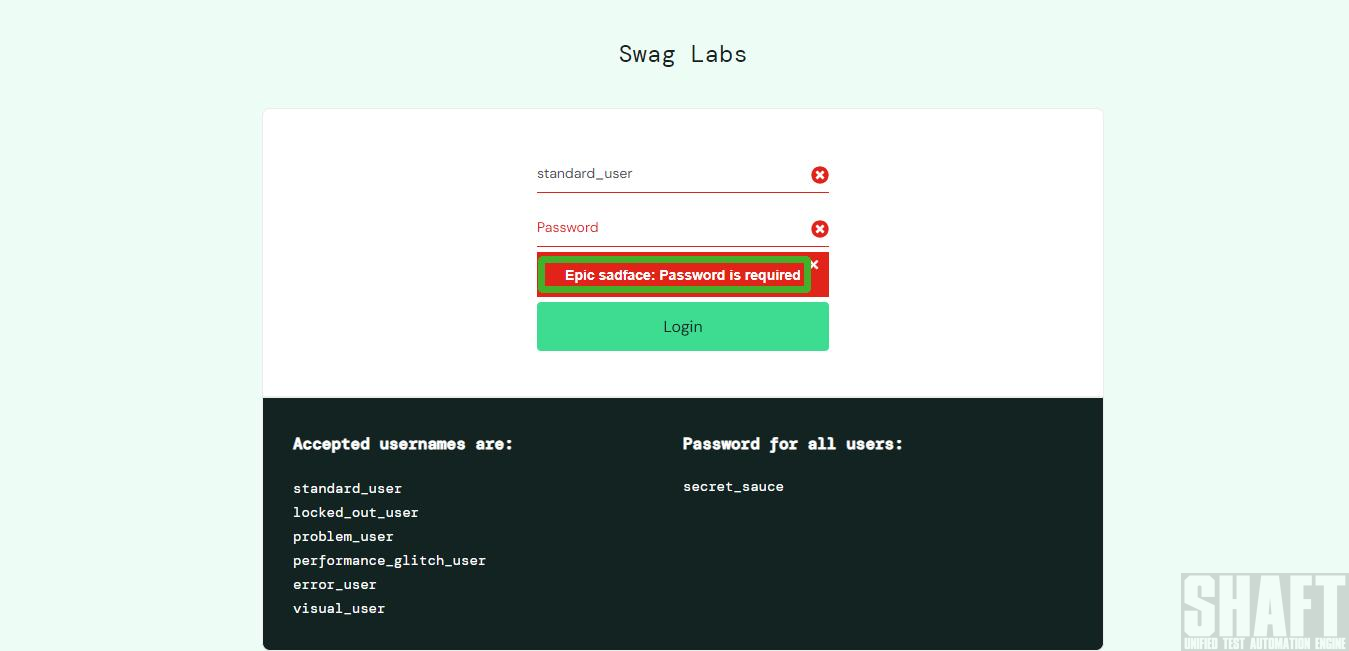 Swag Labs
standard_user
Password
Epic sadface: Password is required
Login
Accepted usernames are:
standard_user
locked_out_user
problem_user
performance_glitch_user
error_user
visual_user
Password for all users:
secret_sauce
SHAFT
UNIFIED TEST AUTOMATION ENGINE